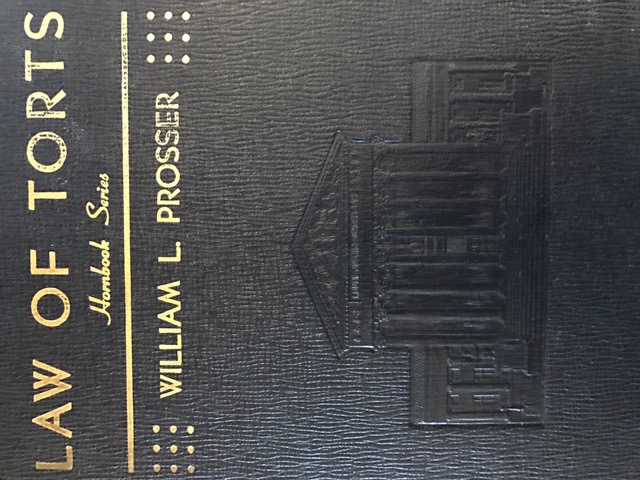 LAW OF TORTS
Hornbook Series
WILLIAM L. PROSSER